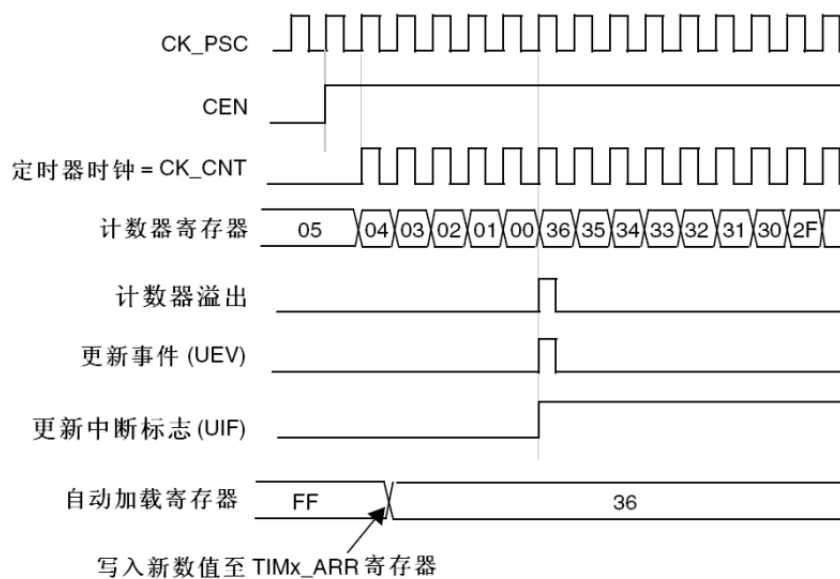 CK_PSC
CEN
定时器时钟 = CK_CNT
计数器寄存器 05 04 03 02 01 00 36 35 34 33 32 31 30 2F
计数器溢出
更新事件 (UEV)
更新中断标志 (UIF)
自动加载寄存器 FF 36
写入新数值至 TIMx_ARR 寄存器